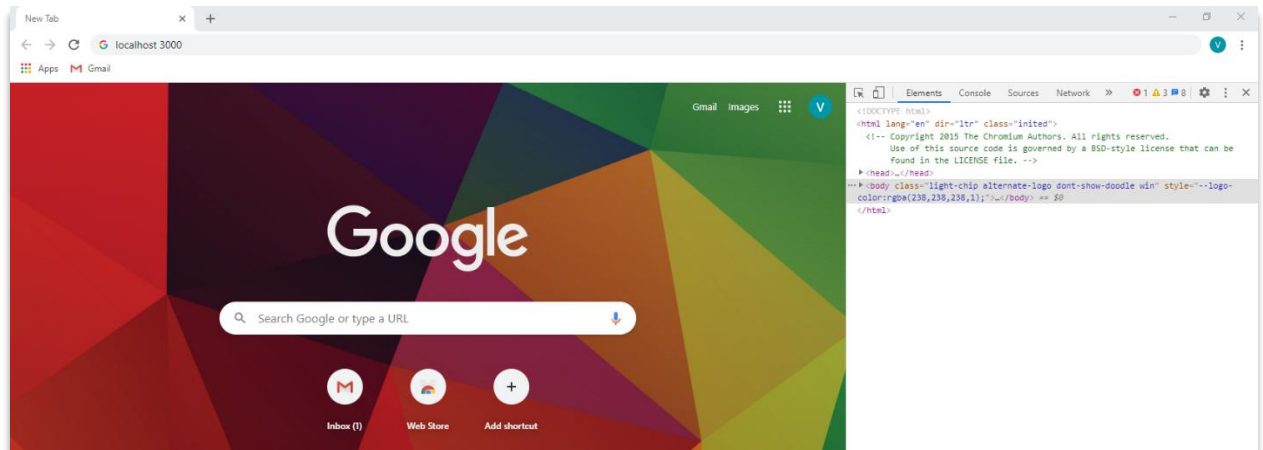 New Tab
localhost 3000
Apps Gmail
Gmail Images V
V
Google
Search Google or type a URL
Inbox (1) Web Store Add shortcut
Elements Console Sources Network » 1 3 8
<!DOCTYPE html>
<html lang="en" dir="ltr" class="inited">
<!-- Copyright 2015 The Chromium Authors. All rights reserved.
Use of this source code is governed by a BSD-style license that can be
found in the LICENSE file. -->
<head>…</head>
<body class="light-chip alternate-logo dont-show-doodle win" style="--logo-
color:rgba(238,238,238,1);">…</body> == $0
</html>